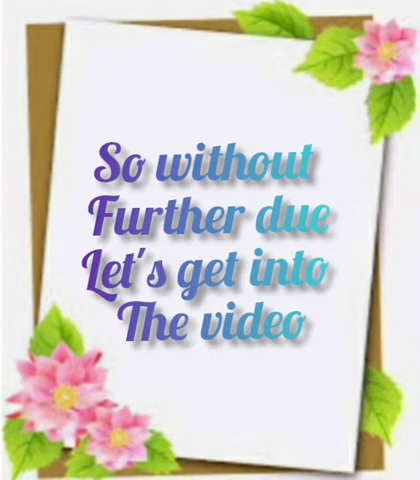 So without
Further due
Let's get into
The video